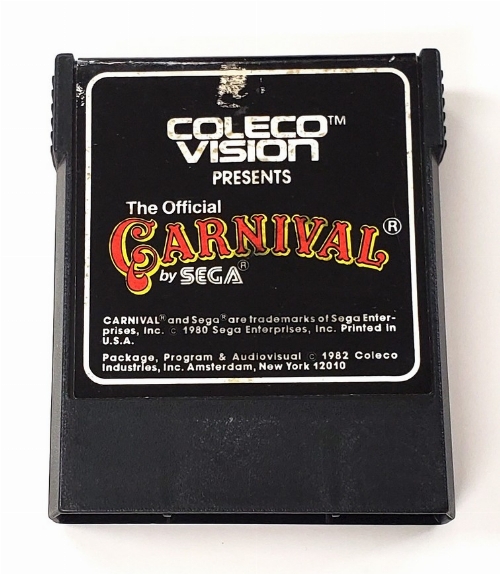 COLECO™
VISION
PRESENTS
The Official
CARNIVAL®
by SEGA®
CARNIVAL® and Sega® are trademarks of Sega Enter-
prises, Inc. © 1980 Sega Enterprises, Inc. Printed in
U.S.A.
Package, Program & Audiovisual © 1982 Coleco
Industries, Inc. Amsterdam, New York 12010